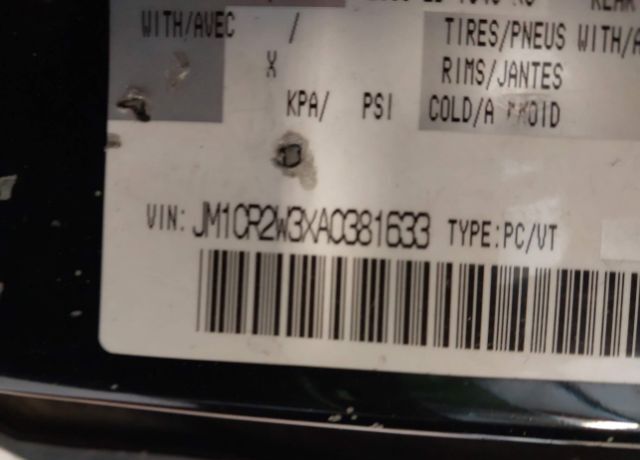 WITH/AVEC / TIRES/PNEUS WITH/A
X RIMS/JANTES
KPA/ PSI COLD/A
VIN: JM1CR2W3XA0381633 TYPE:PC/VT